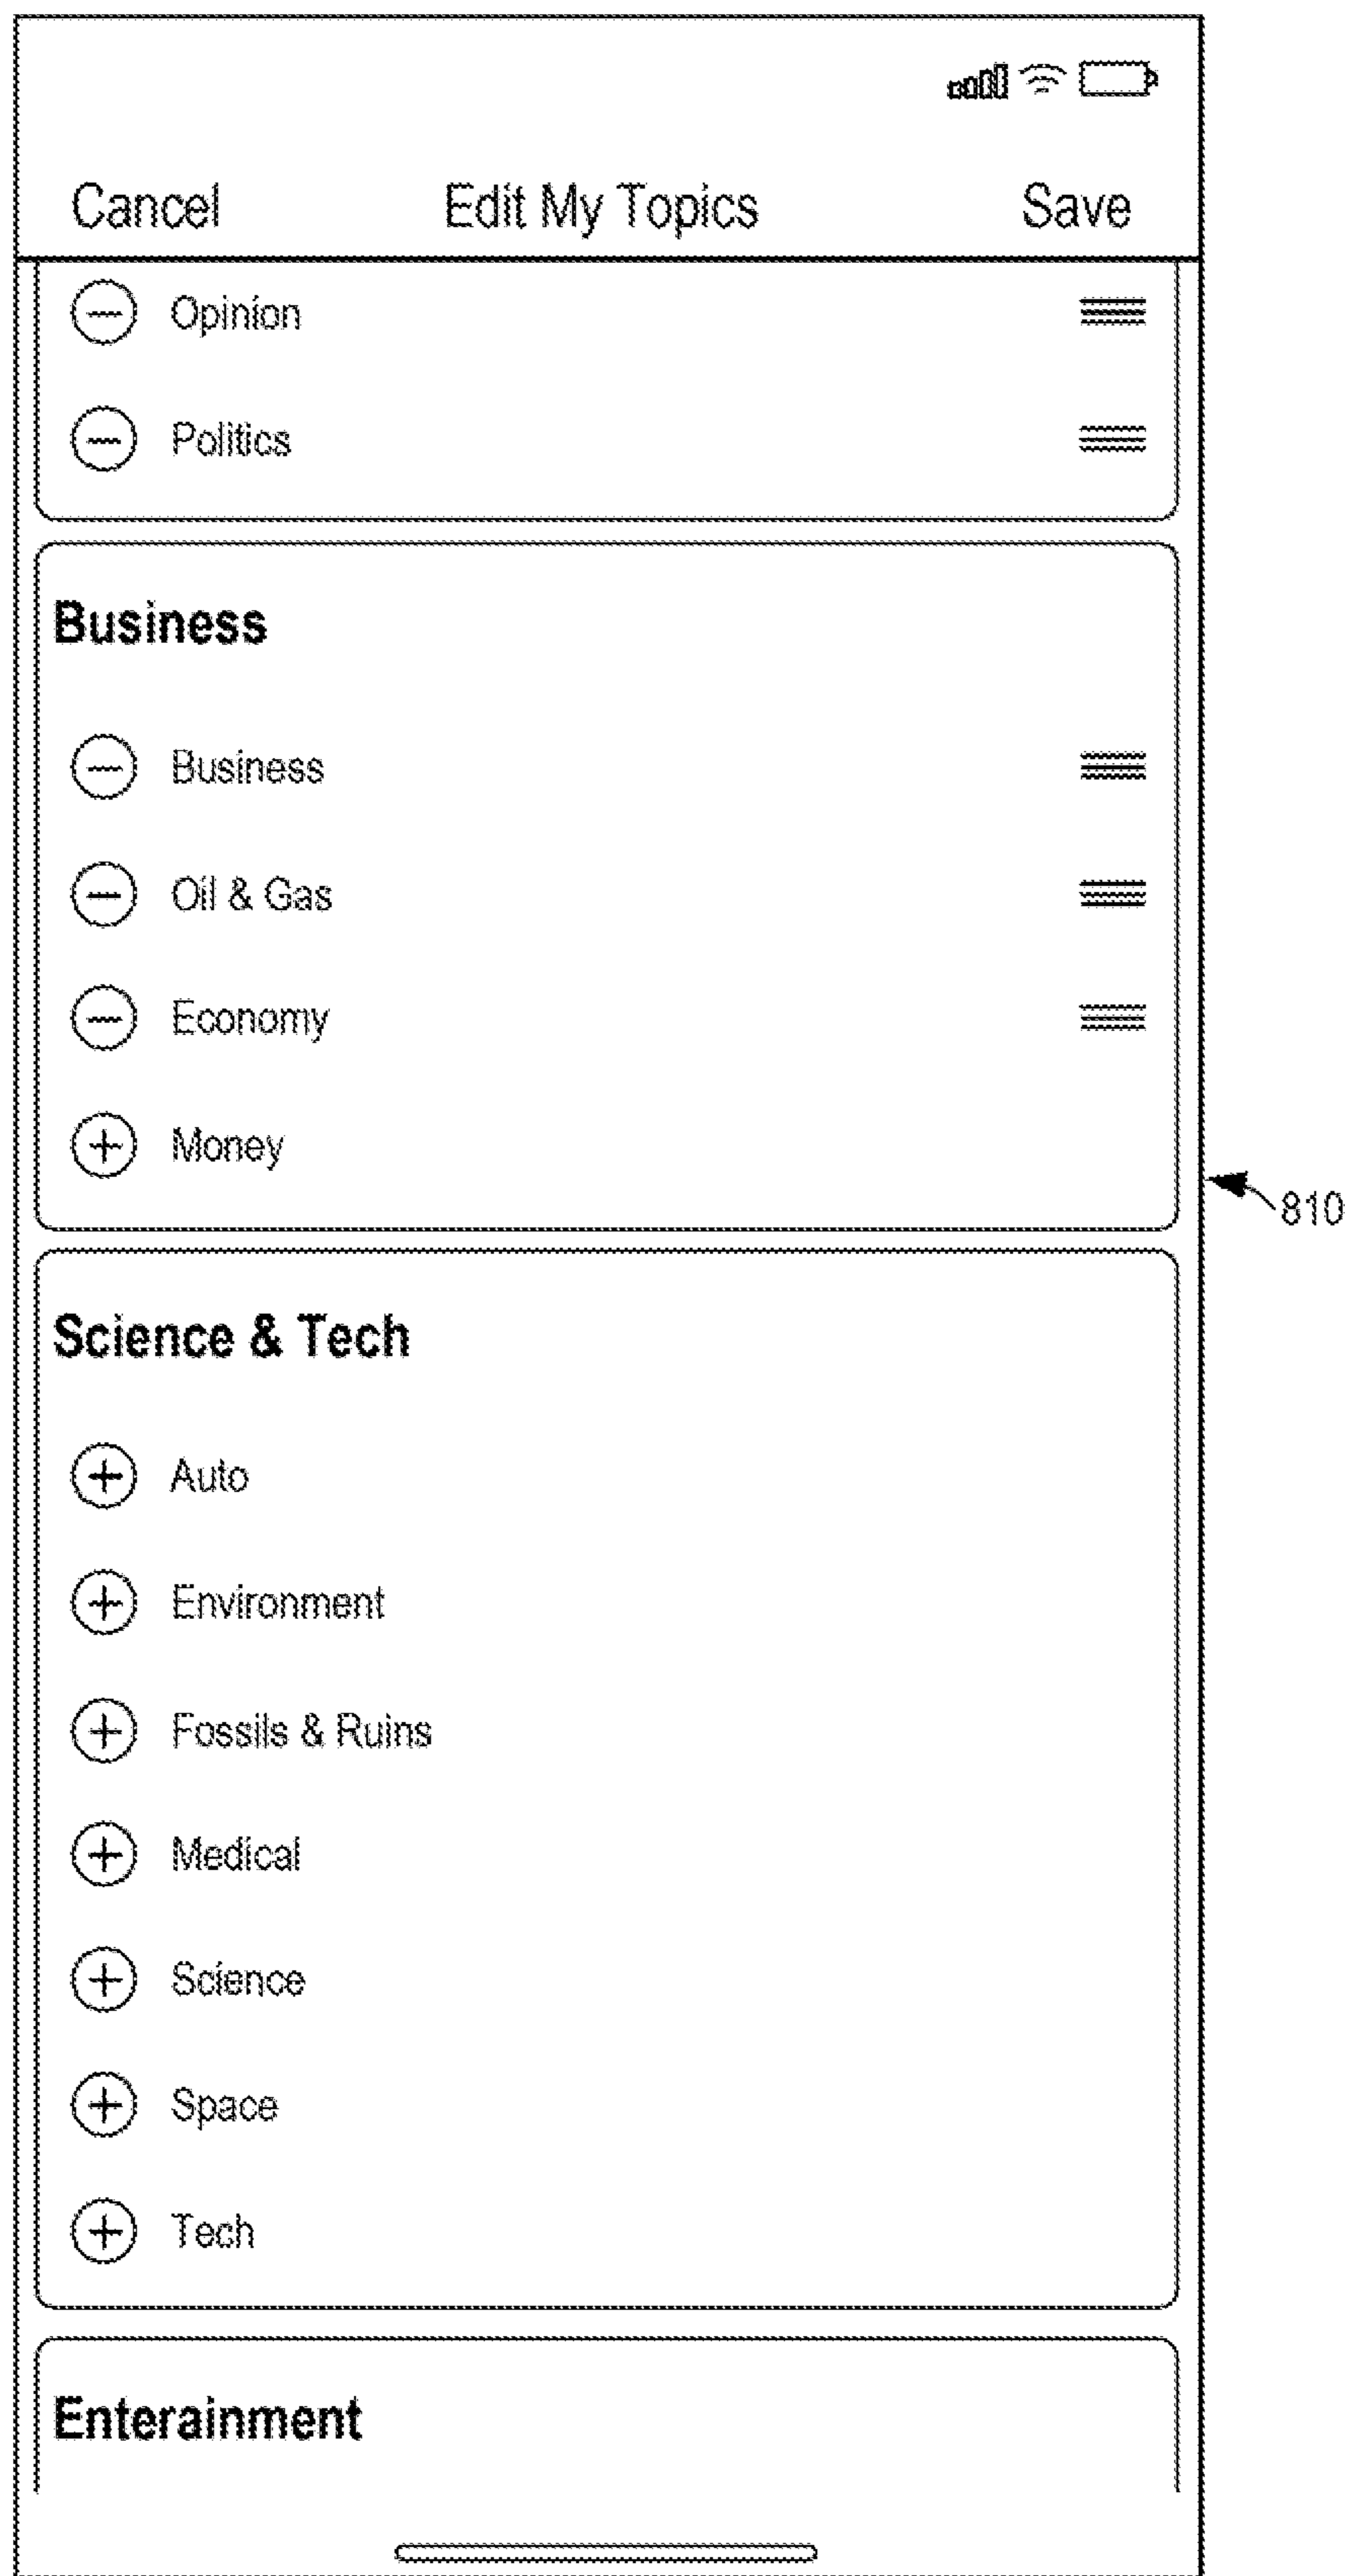 Cancel Edit My Topics Save
Opinion
Politics
Business
Business
Oil & Gas
Economy
Money
810
Science & Tech
Auto
Environment
Fossils & Ruins
Medical
Science
Space
Tech
Enterainment